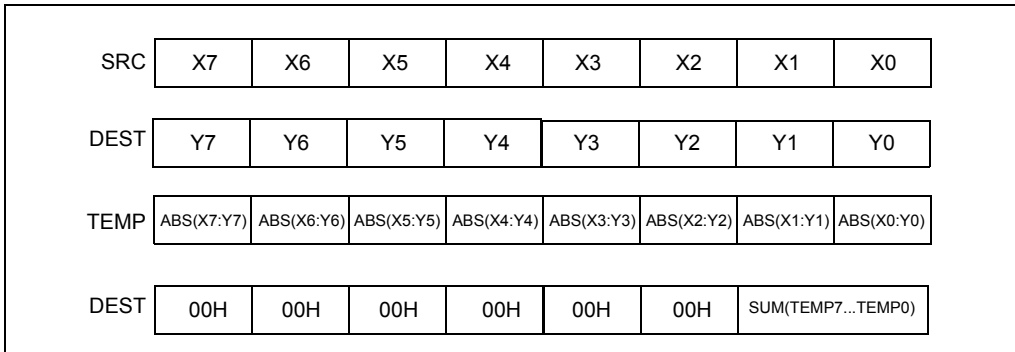 SRC X7 X6 X5 X4 X3 X2 X1 X0
DEST Y7 Y6 Y5 Y4 Y3 Y2 Y1 Y0
TEMP ABS(X7:Y7) ABS(X6:Y6) ABS(X5:Y5) ABS(X4:Y4) ABS(X3:Y3) ABS(X2:Y2) ABS(X1:Y1) ABS(X0:Y0)
DEST 00H 00H 00H 00H 00H 00H SUM(TEMP7...TEMP0)